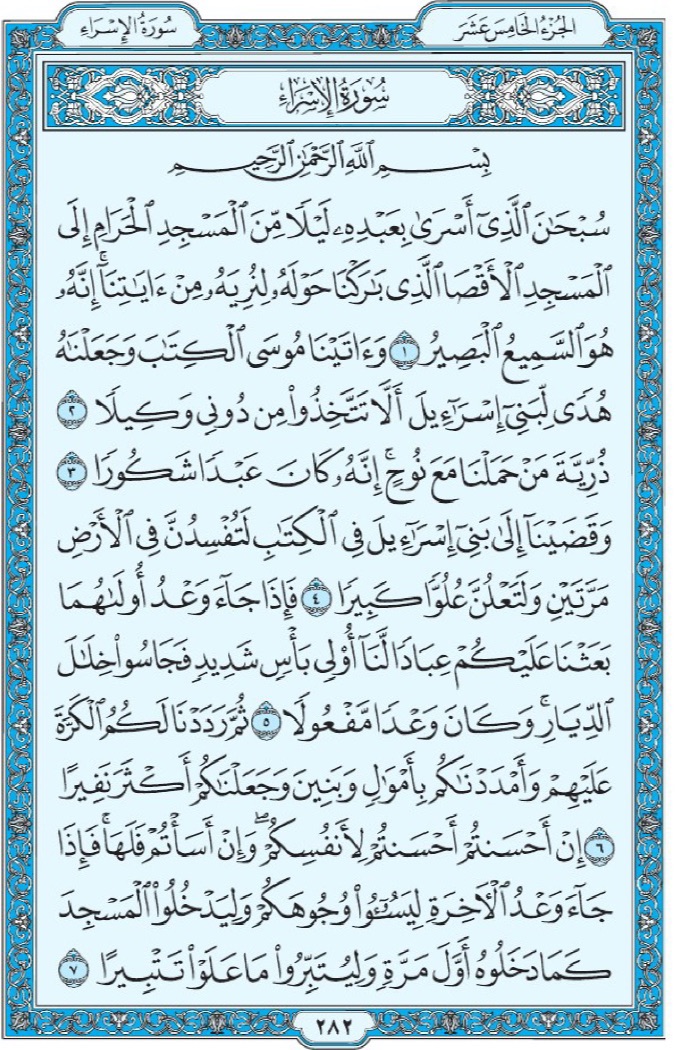 الجُزْءُ الخَامِس عَشَر
سُورَةُ الإِسْرَاءِ
سُورَةُ الإِسْرَاءِ
بِسْمِ ٱللَّهِ ٱلرَّحْمَٰنِ ٱلرَّحِيمِ
سُبْحَٰنَ ٱلَّذِىٓ أَسْرَىٰ بِعَبْدِهِۦ لَيْلًا مِّنَ ٱلْمَسْجِدِ ٱلْحَرَامِ إِلَى
ٱلْمَسْجِدِ ٱلْأَقْصَا ٱلَّذِى بَٰرَكْنَا حَوْلَهُۥ لِنُرِيَهُۥ مِنْ ءَايَٰتِنَآ ۚ إِنَّهُۥ
هُوَ ٱلسَّمِيعُ ٱلْبَصِيرُ ١ وَءَاتَيْنَا مُوسَى ٱلْكِتَٰبَ وَجَعَلْنَٰهُ
هُدًى لِّبَنِىٓ إِسْرَٰٓءِيلَ أَلَّا تَتَّخِذُوا۟ مِن دُونِى وَكِيلًا ٢
ذُرِّيَّةَ مَنْ حَمَلْنَا مَعَ نُوحٍ ۚ إِنَّهُۥ كَانَ عَبْدًا شَكُورًا ٣
وَقَضَيْنَآ إِلَىٰ بَنِىٓ إِسْرَٰٓءِيلَ فِى ٱلْكِتَٰبِ لَتُفْسِدُنَّ فِى ٱلْأَرْضِ
مَرَّتَيْنِ وَلَتَعْلُنَّ عُلُوًّا كَبِيرًا ٤ فَإِذَا جَآءَ وَعْدُ أُولَىٰهُمَا
بَعَثْنَا عَلَيْكُمْ عِبَادًا لَّنَآ أُو۟لِى بَأْسٍ شَدِيدٍ فَجَاسُوا۟ خِلَٰلَ
ٱلدِّيَارِ ۚ وَكَانَ وَعْدًا مَّفْعُولًا ٥ ثُمَّ رَدَدْنَا لَكُمُ ٱلْكَرَّةَ
عَلَيْهِمْ وَأَمْدَدْنَٰكُم بِأَمْوَٰلٍ وَبَنِينَ وَجَعَلْنَٰكُمْ أَكْثَرَ نَفِيرًا
٦ إِنْ أَحْسَنتُمْ أَحْسَنتُمْ لِأَنفُسِكُمْ ۖ وَإِنْ أَسَأْتُمْ فَلَهَا ۚ فَإِذَا
جَآءَ وَعْدُ ٱلْءَاخِرَةِ لِيَسُۥٓـُٔوا۟ وُجُوهَكُمْ وَلِيَدْخُلُوا۟ ٱلْمَسْجِدَ
كَمَا دَخَلُوهُ أَوَّلَ مَرَّةٍ وَلِيُتَبِّرُوا۟ مَا عَلَوْا۟ تَتْبِيرًا ٧
٢٨٢